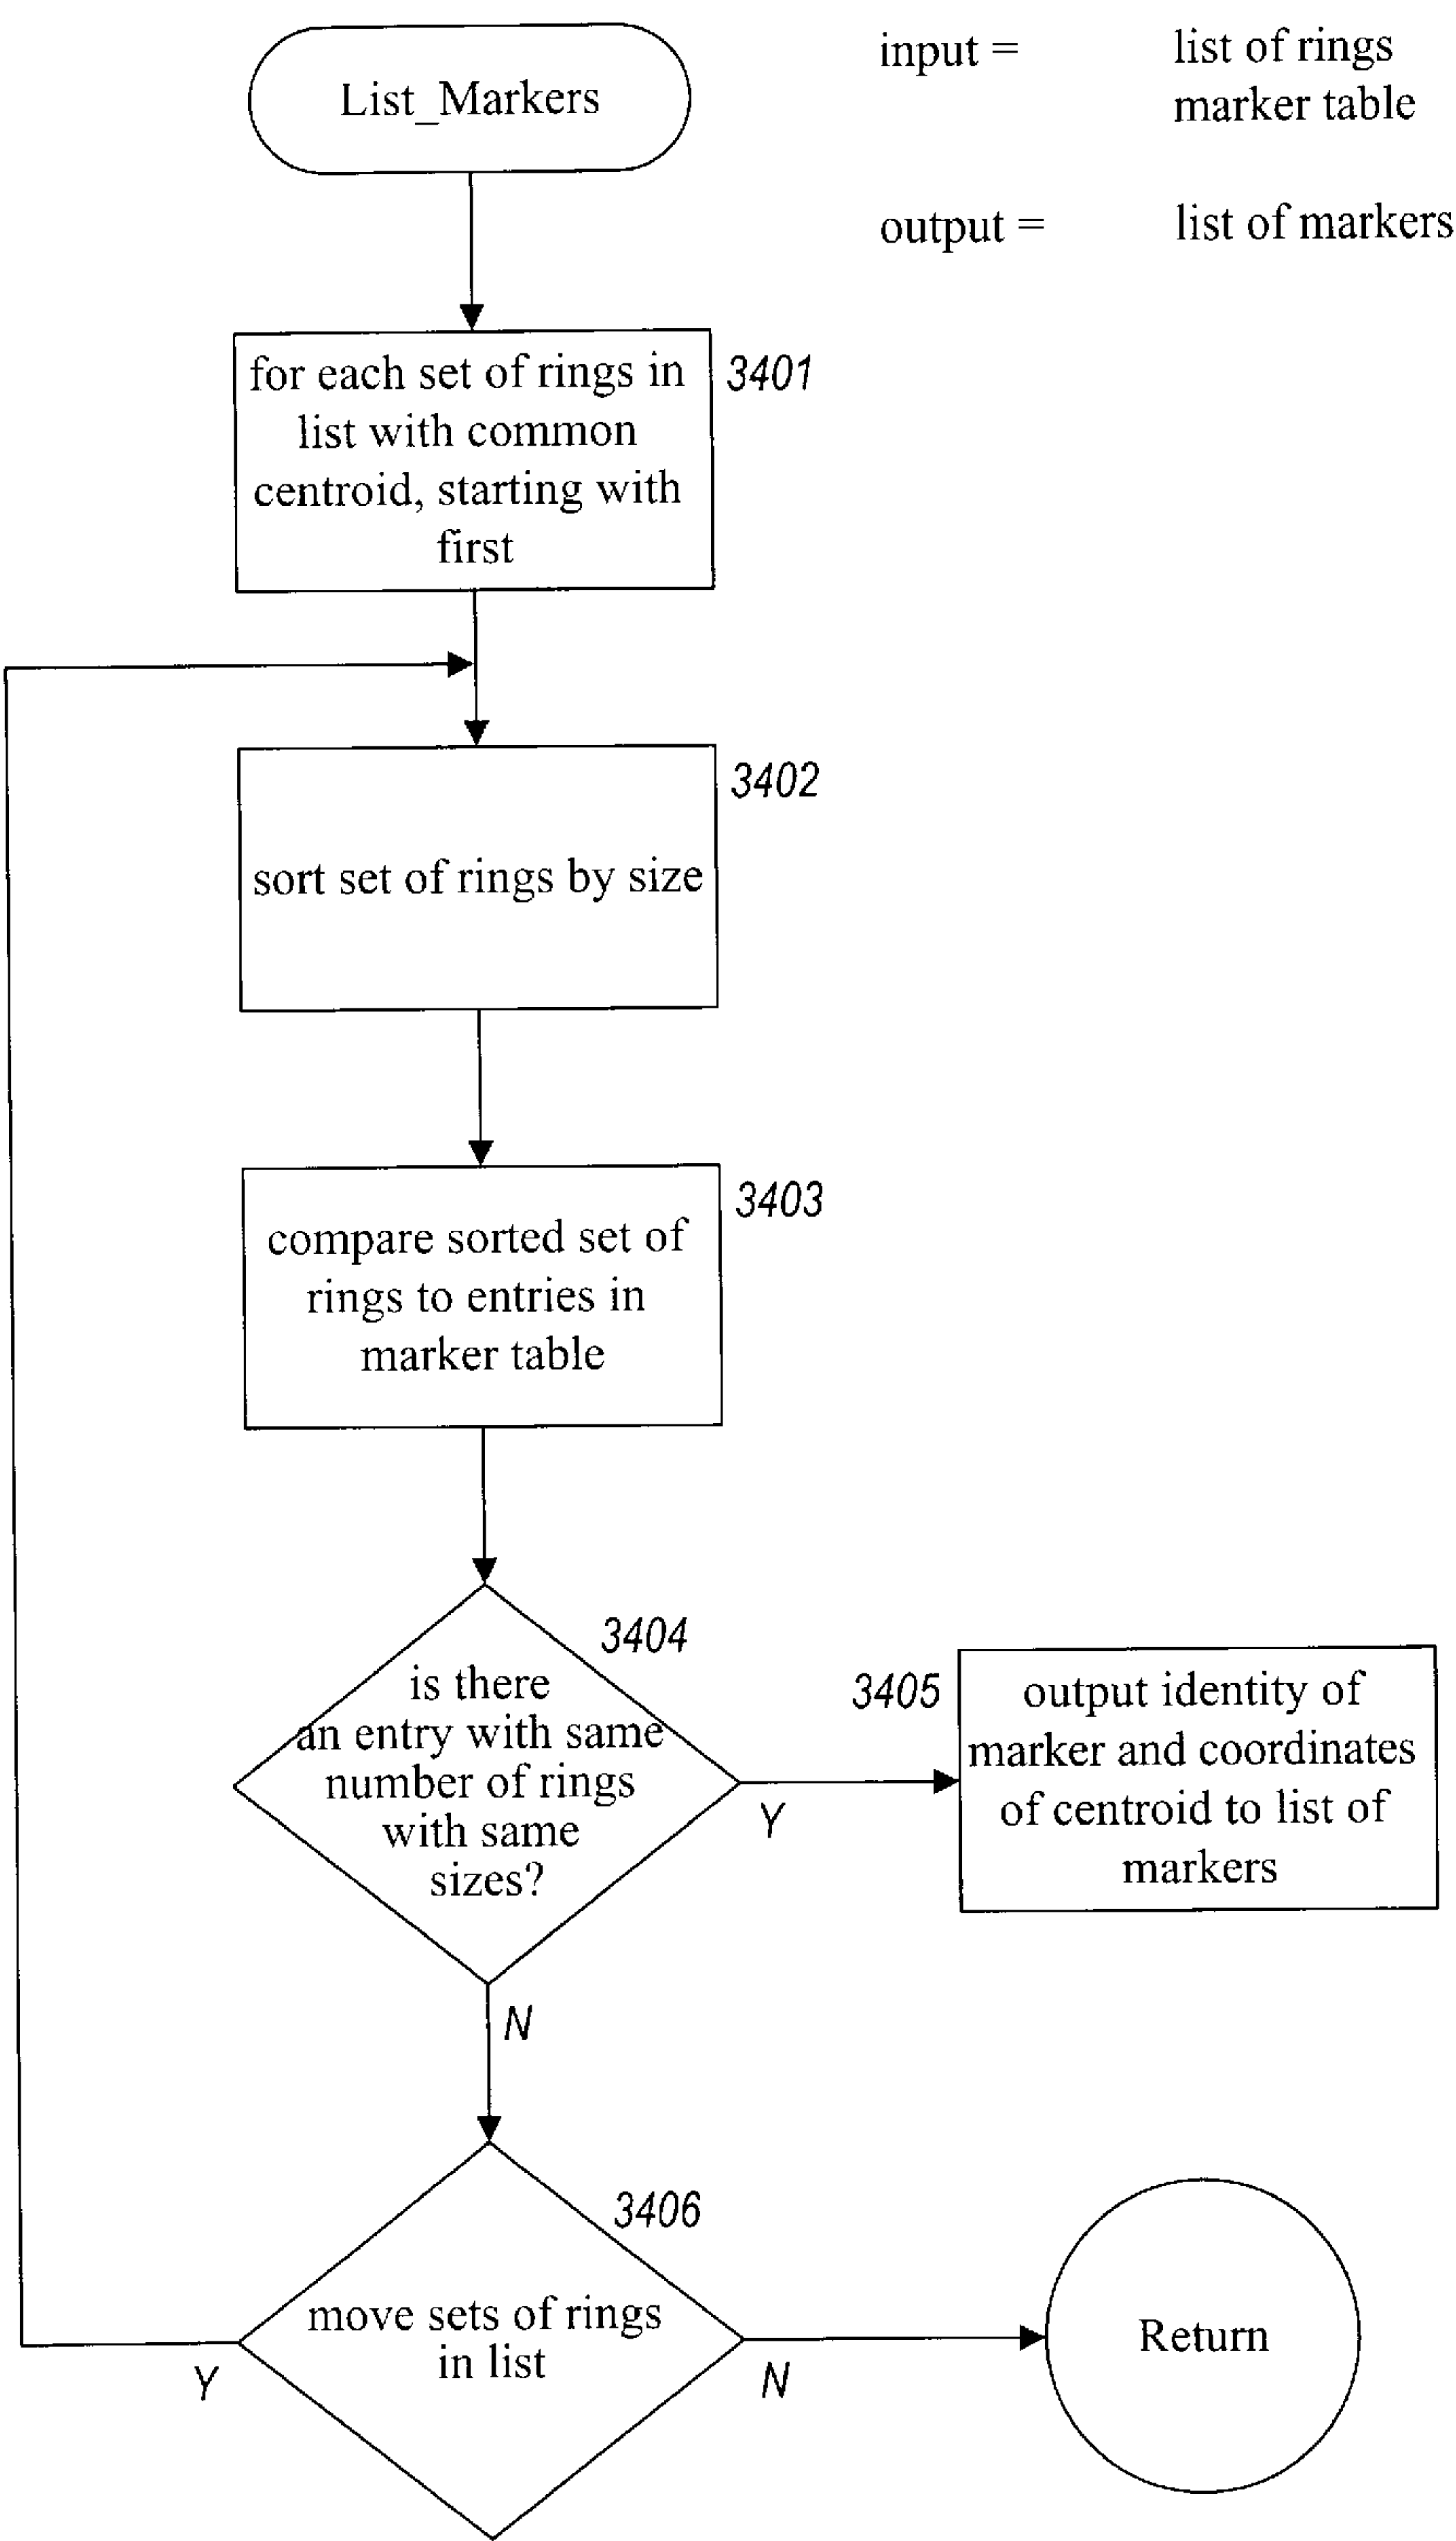 List_Markers
input = list of rings
marker table
output = list of markers
for each set of rings in
list with common
centroid, starting with
first
3401
3402
sort set of rings by size
3403
compare sorted set of
rings to entries in
marker table
3404
is there
an entry with same
number of rings
with same
sizes?
Y
N
3405
output identity of
marker and coordinates
of centroid to list of
markers
3406
move sets of rings
in list
Y
N
Return